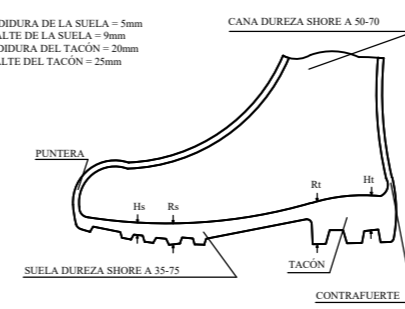 DIDURA DE LA SUELA = 5mm
ALTE DE LA SUELA = 9mm
DIDURA DEL TACÓN = 20mm
LTE DEL TACÓN = 25mm
CANA DUREZA SHORE A 50-70
PUNTERA
Hs Rs Rt Ht
SUELA DUREZA SHORE A 35-75
TACÓN
CONTRAFUERTE